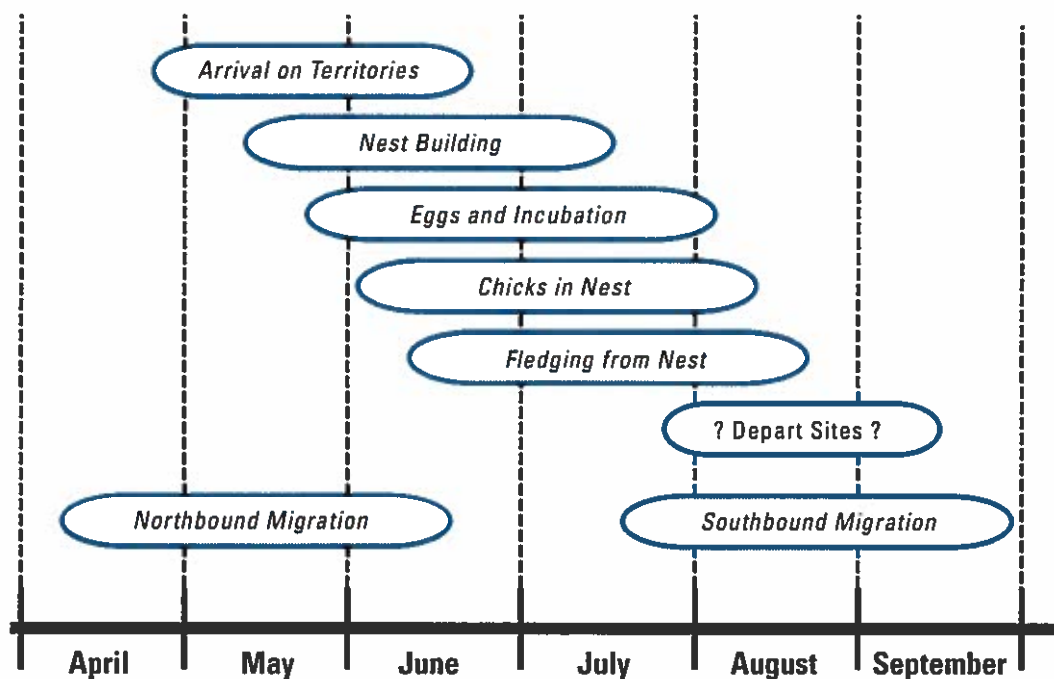 Arrival on Territories
Nest Building
Eggs and Incubation
Chicks in Nest
Fledging from Nest
? Depart Sites ?
Northbound Migration
Southbound Migration
April
May
June
July
August
September